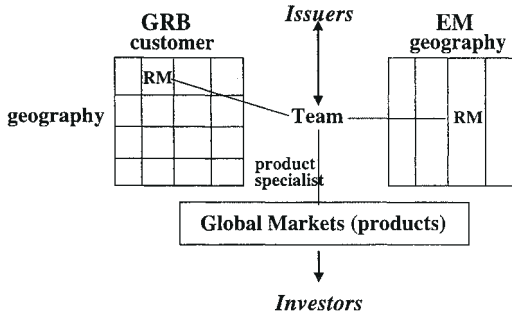 GRB
customer
Issuers
EM
geography
RM
geography
Team
RM
product
specialist
Global Markets (products)
Investors